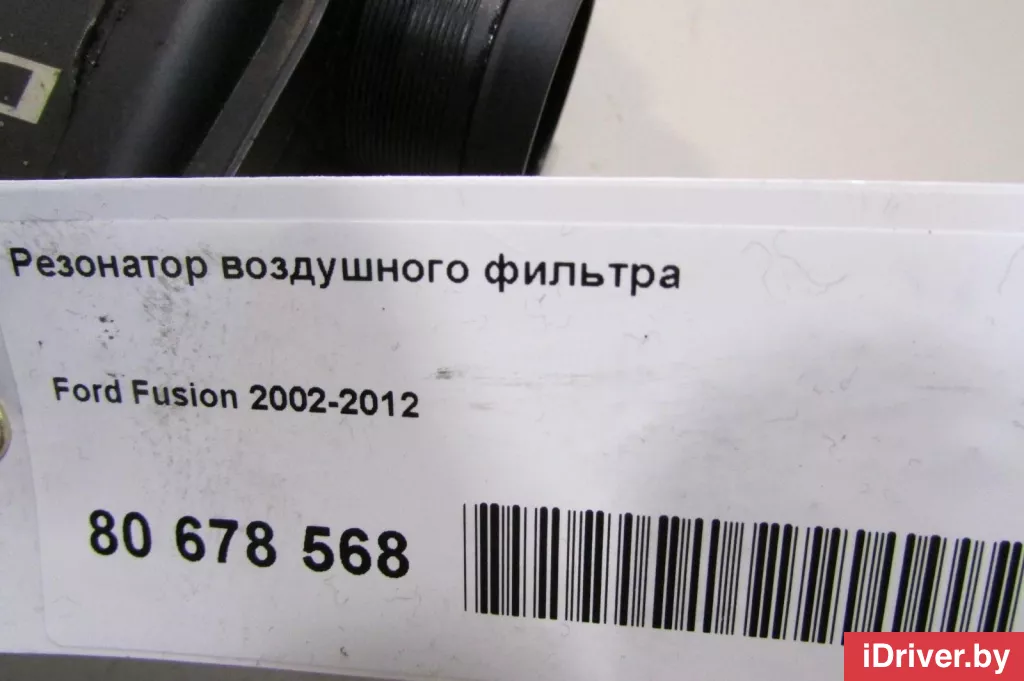 Резонатор воздушного фильтра
Ford Fusion 2002-2012
80 678 568
iDriver.by